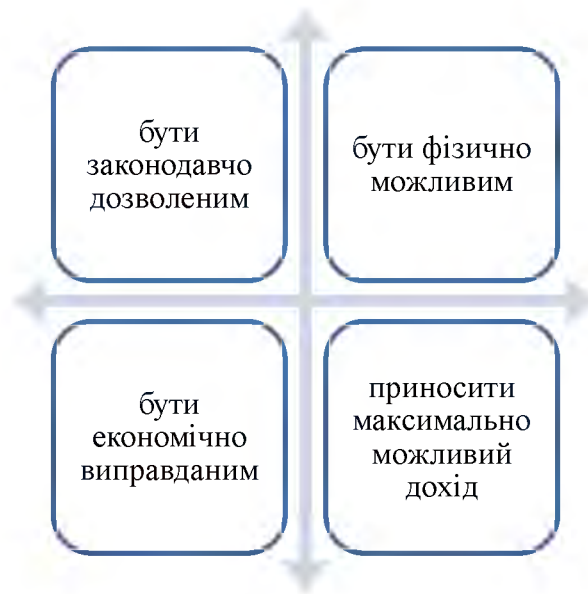 бути
законодавчо
дозволеним
бути фізично
можливим
бути
економічно
виправданим
приносити
максимально
можливий
дохід